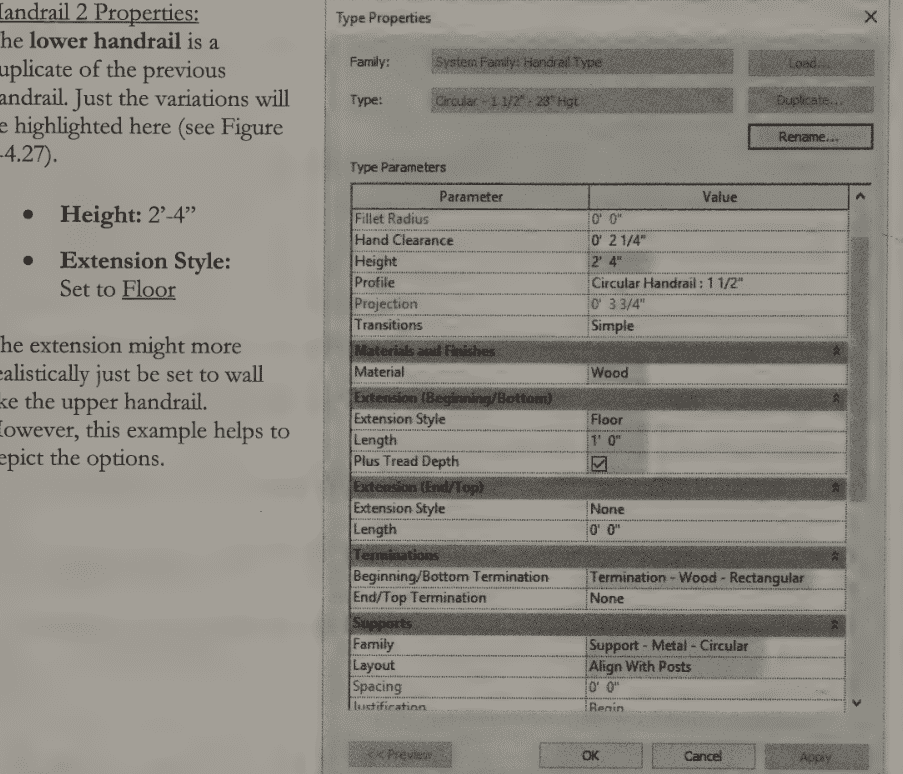 Handrail 2 Properties:
The lower handrail is a
duplicate of the previous
handrail. Just the variations will
be highlighted here (see Figure
-4.27).
• Height: 2’-4”
• Extension Style:
Set to Floor
The extension might more
realistically just be set to wall
like the upper handrail.
However, this example helps to
depict the options.
Type Properties
Family: System Family: Handrail Type Load...
Type: Circular - 1 1/2" - 28" Hgt Duplicate...
Rename...
Type Parameters
Parameter Value
Fillet Radius 0' 0"
Hand Clearance 0' 2 1/4"
Height 2' 4"
Profile Circular Handrail : 1 1/2"
Projection 0' 3 3/4"
Transitions Simple
Materials and Finishes
Material Wood
Extension (Beginning/Bottom)
Extension Style Floor
Length 1' 0"
Plus Tread Depth
Extension (End/Top)
Extension Style None
Length 0' 0"
Terminations
Beginning/Bottom Termination Termination - Wood - Rectangular
End/Top Termination None
Supports
Family Support - Metal - Circular
Layout Align With Posts
Spacing 0' 0"
Justification Begin
<< Preview OK Cancel Apply